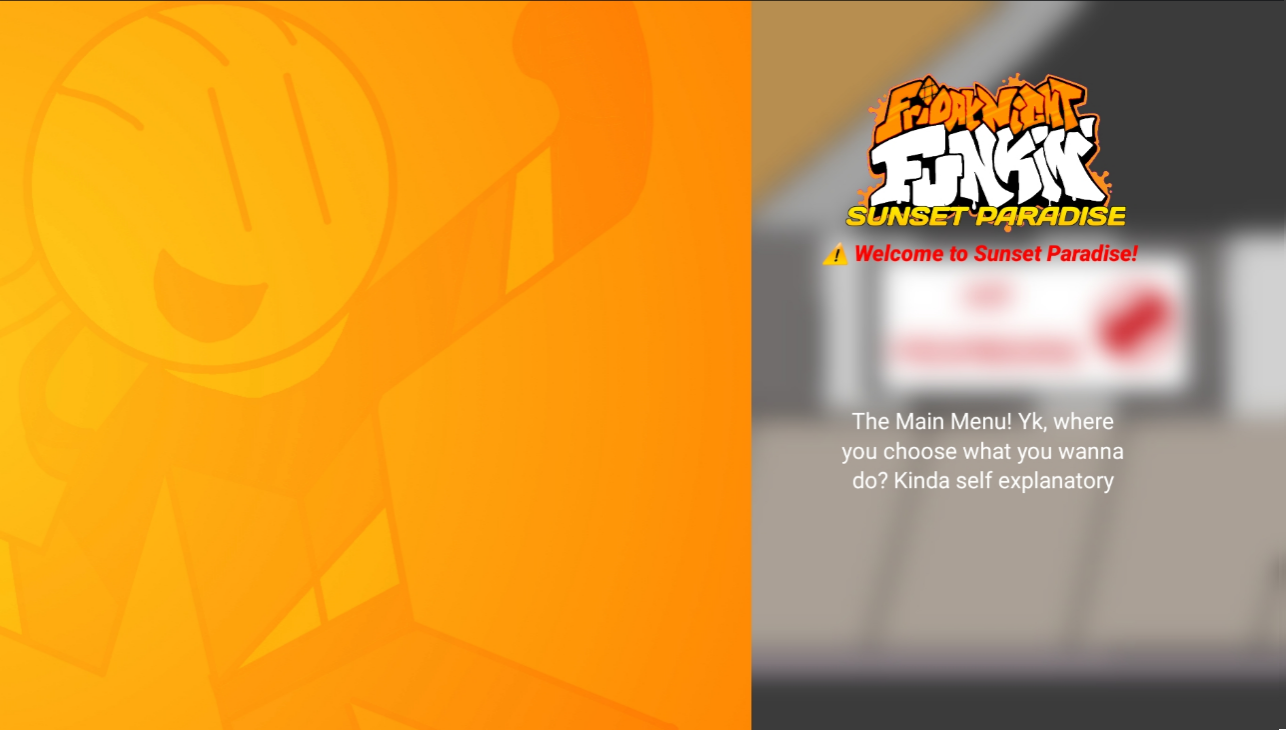 FRIDAY NIGHT
FUNKIN'
SUNSET PARADISE
⚠ Welcome to Sunset Paradise!
The Main Menu! Yk, where
you choose what you wanna
do? Kinda self explanatory